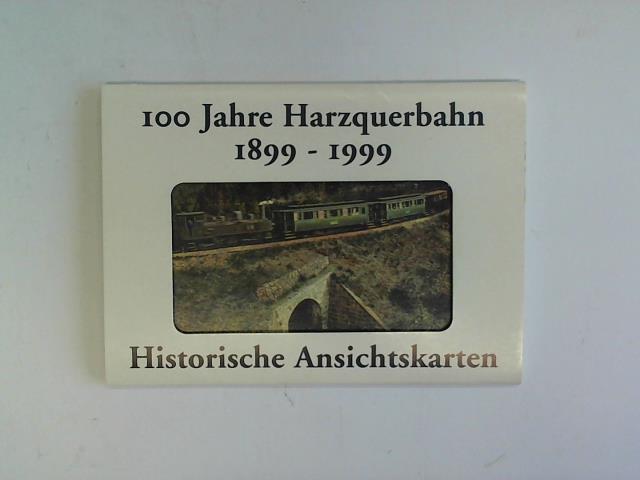 100 Jahre Harzquerbahn
1899 - 1999
Historische Ansichtskarten